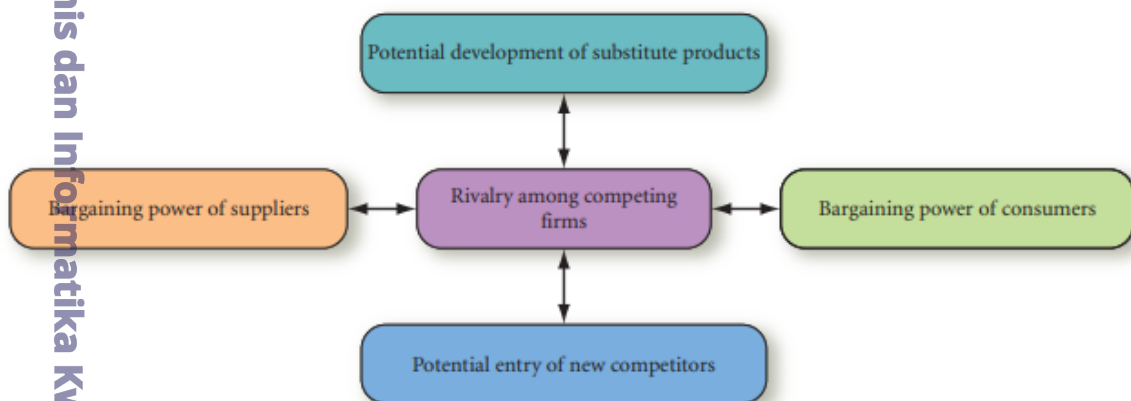 Potential development of substitute products
Bargaining power of suppliers
Rivalry among competing
firms
Bargaining power of consumers
Potential entry of new competitors
nis dan Informatika Kw